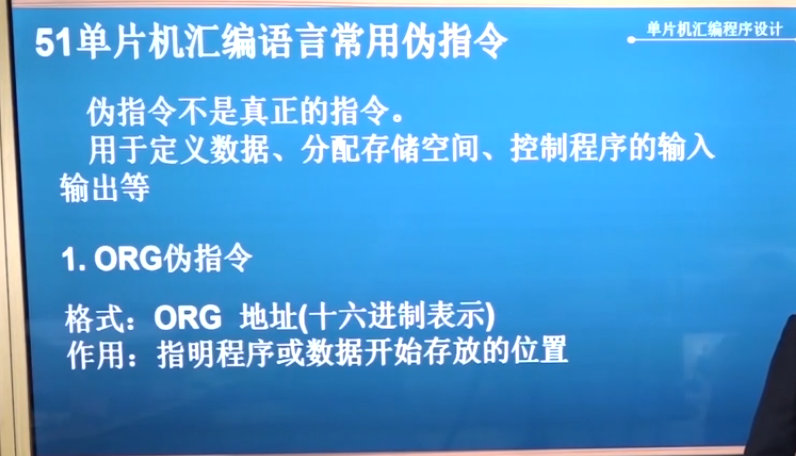 51单片机汇编语言常用伪指令
单片机汇编程序设计
伪指令不是真正的指令。
用于定义数据、分配存储空间、控制程序的输入
输出等
1. ORG伪指令
格式：ORG 地址(十六进制表示)
作用：指明程序或数据开始存放的位置